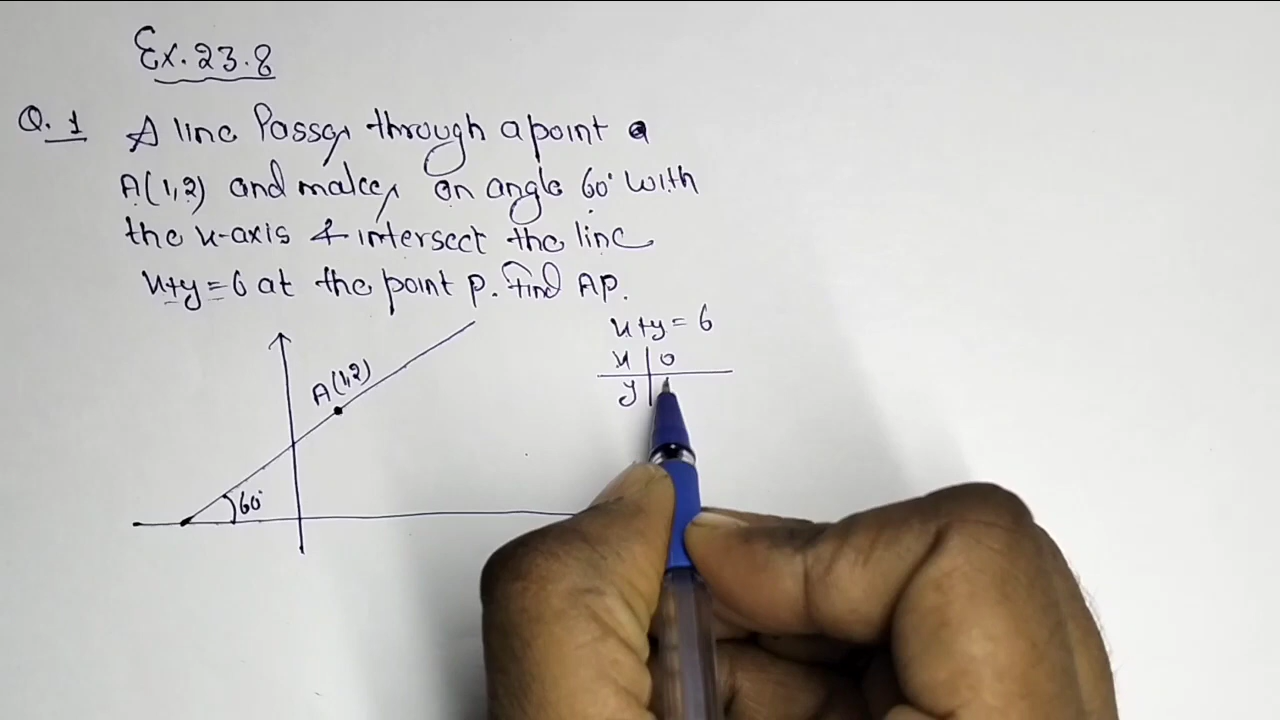 Ex. 23.8
Q. 1 A line Passes through a point
A(1,2) and makes an angle 60° with
the x-axis & intersect the line
x+y=6 at the point P. Find AP.
x+y=6
x | 0
y |
A(1,2)
60°